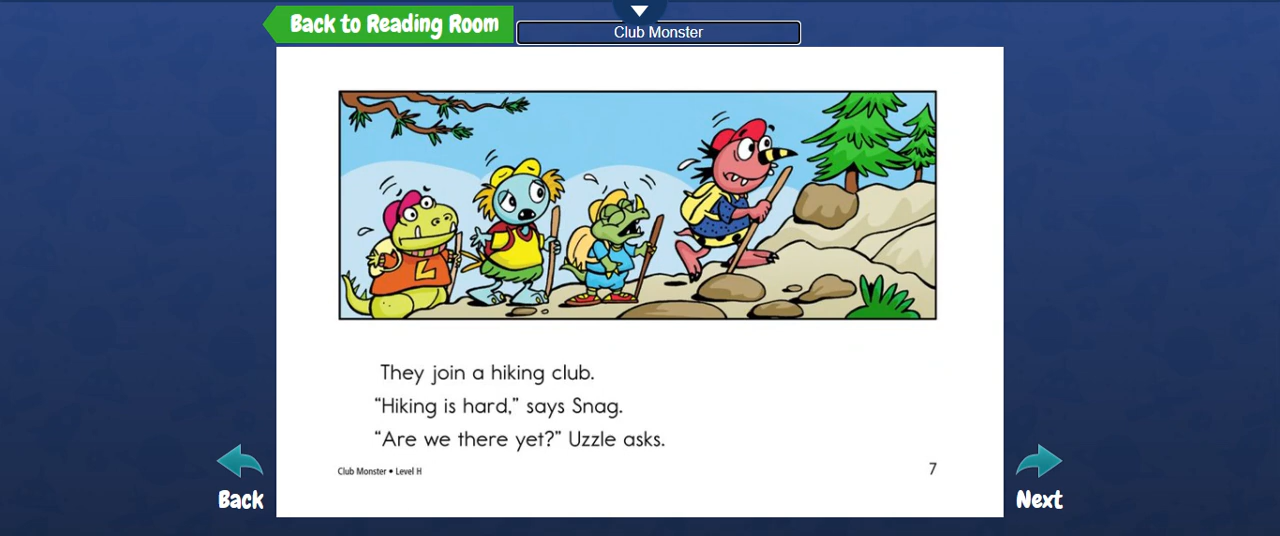 Back to Reading Room
Club Monster
They join a hiking club.
“Hiking is hard,” says Snag.
“Are we there yet?” Uzzle asks.
Club Monster • Level H
7
Back
Next